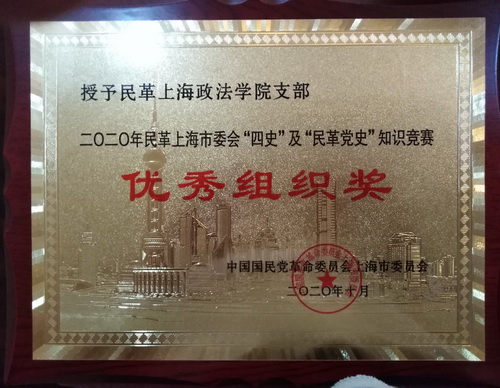 授予民革上海政法学院支部
二〇二〇年民革上海市委会“四史”及“民革党史”知识竞赛
优秀组织奖
中国国民党革命委员会上海市委员会
二〇二〇年十月